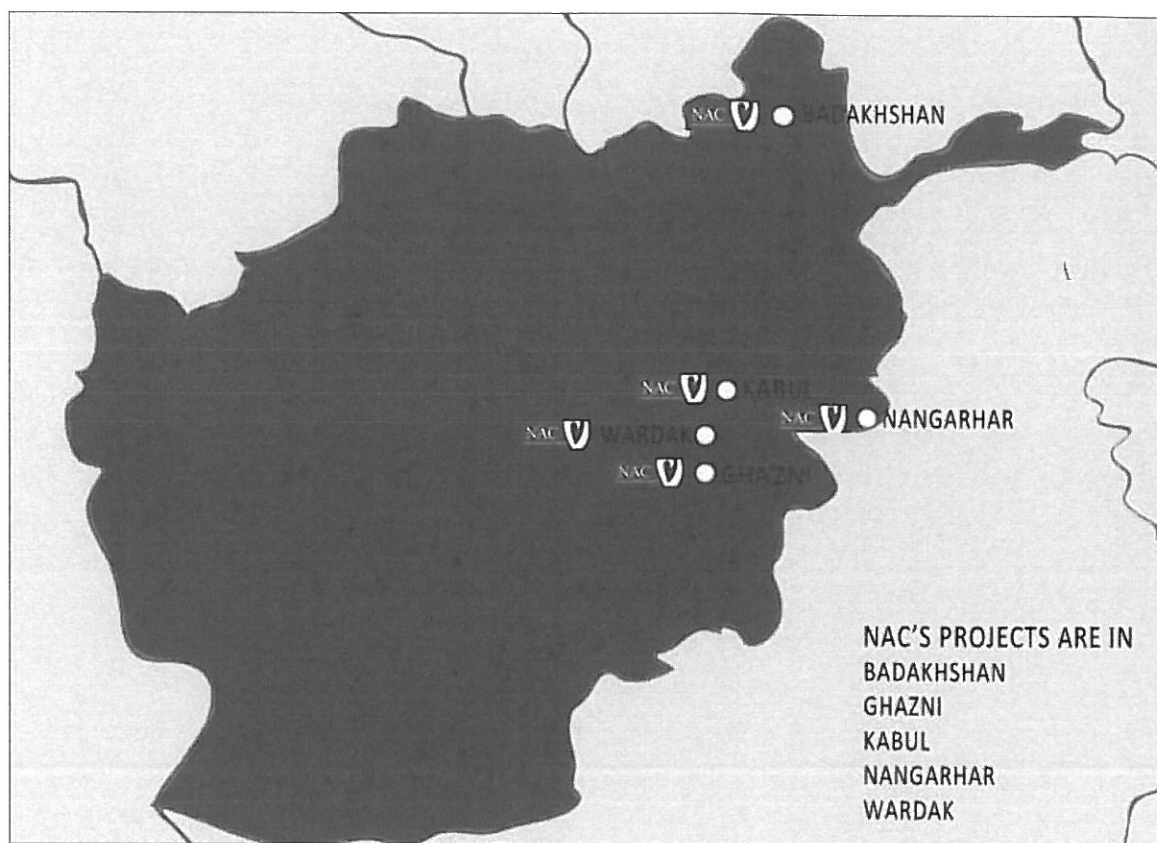 NAC BADAKHSHAN
NAC KABUL
NAC NANGARHAR
NAC WARDAK
NAC GHAZNI
NAC'S PROJECTS ARE IN
BADAKHSHAN
GHAZNI
KABUL
NANGARHAR
WARDAK